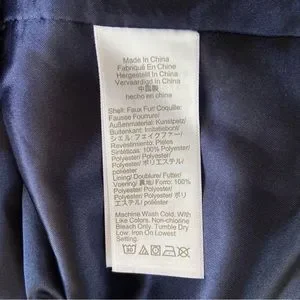 Made In China
Fabriqué En Chine
Hergestellt In China
Vervaardigd In China
中国製
hecho en china
Shell: Faux Fur/ Coquille:
Fausse Fourrure/
Außenmaterial: Kunstpelz/
Buitenkant: Imitatiebont/
シェル: フェイクファー/
Revestimiento: Pieles
Sintéticas: 100% Polyester/
Polyester/ Polyester/
Polyester/ ポリエステル/
poliéster
Lining/ Doublure/ Futter/
Voering/ 裏地/ Forro: 100%
Polyester/ Polyester/
Polyester/ Polyester/ ポリ
エステル/ poliéster
Machine Wash Cold, With
Like Colors. Non-chlorine
Bleach Only. Tumble Dry
Low. Iron On Lowest
Setting.